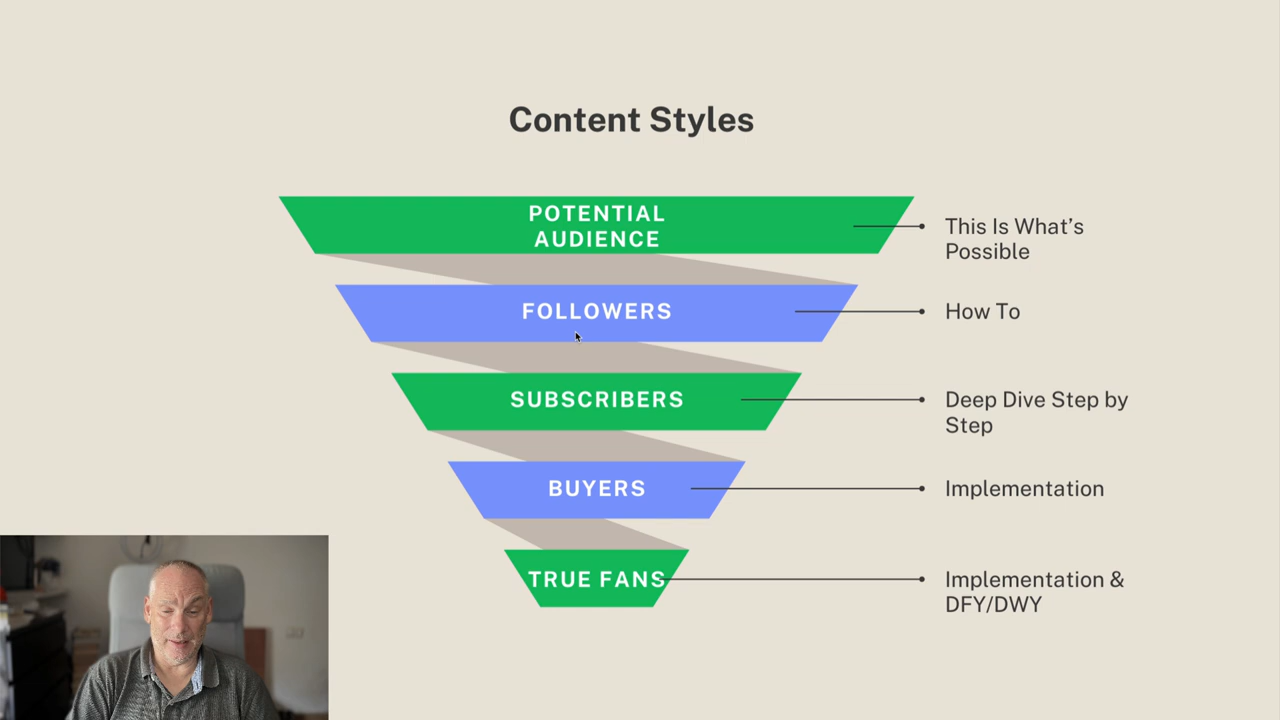 Content Styles
POTENTIAL
AUDIENCE
This Is What’s
Possible
FOLLOWERS
How To
SUBSCRIBERS
Deep Dive Step by
Step
BUYERS
Implementation
TRUE FANS
Implementation &
DFY/DWY